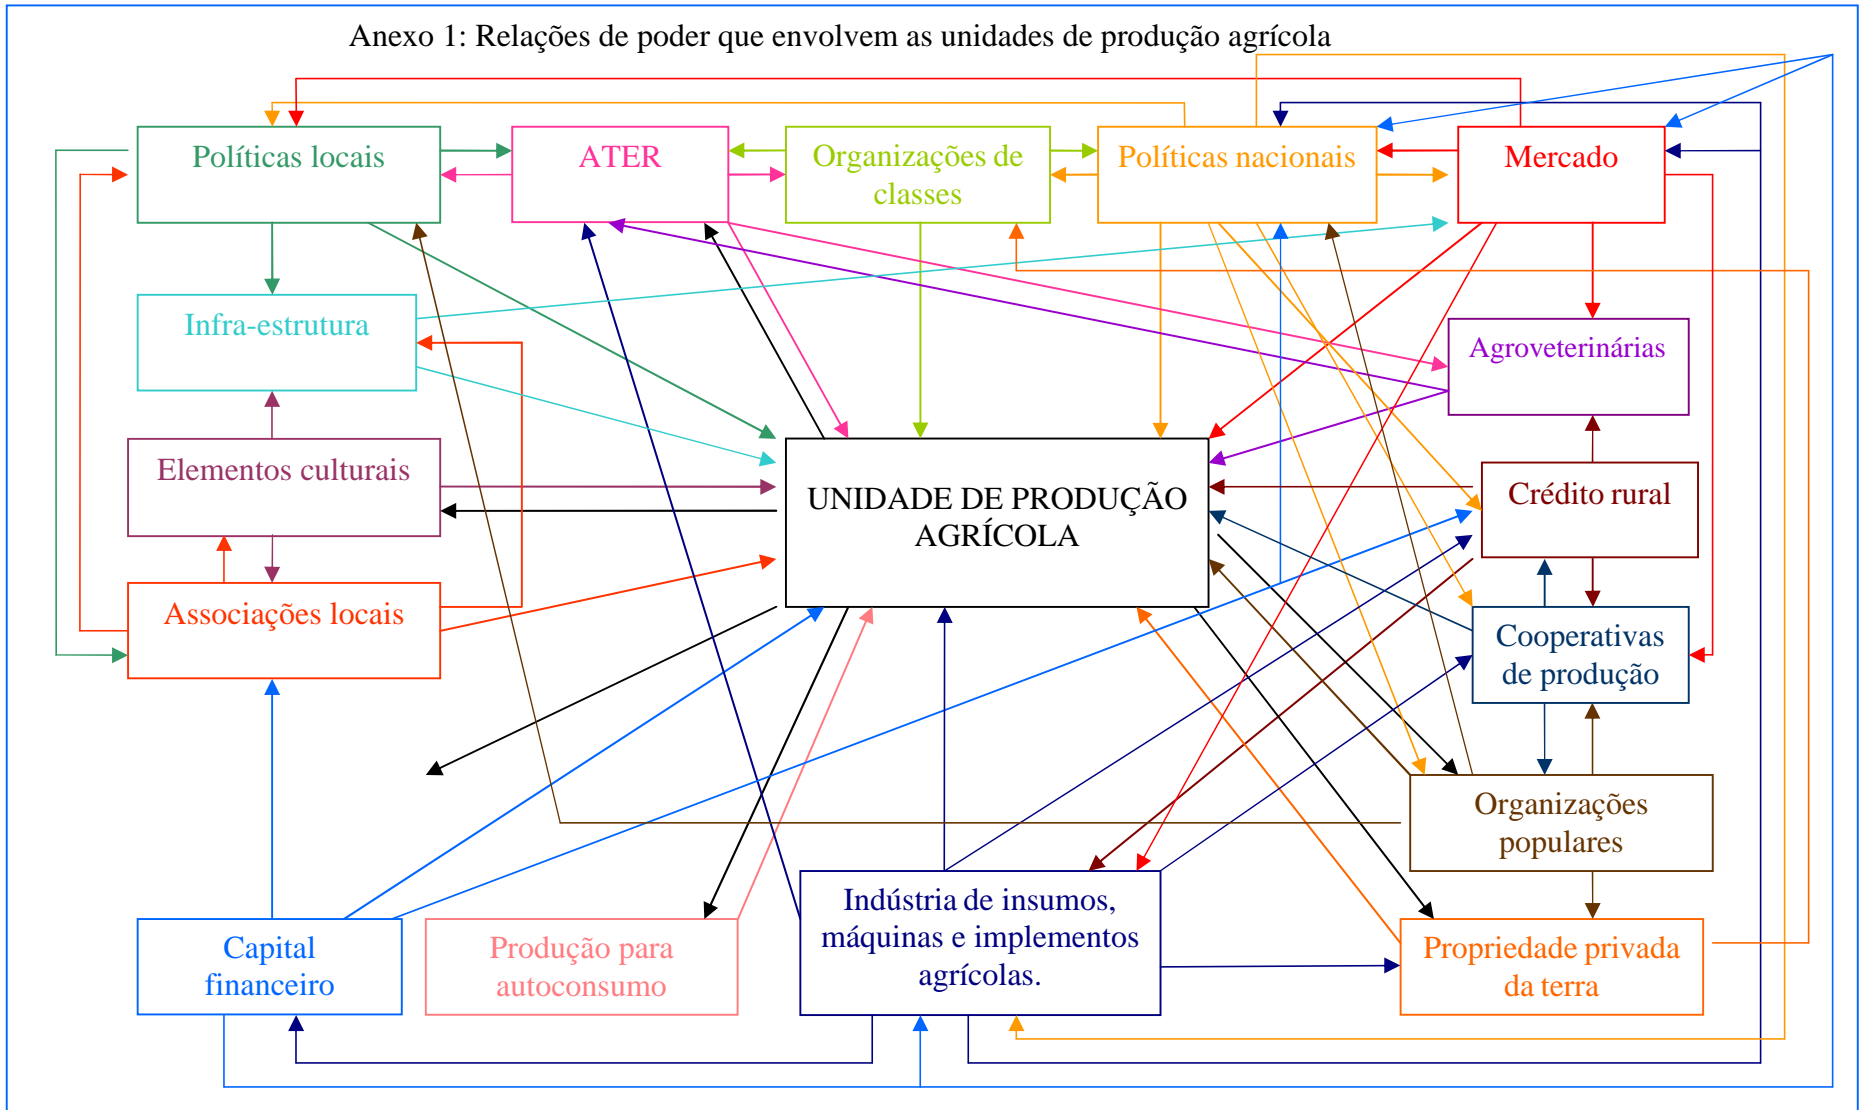 Anexo 1: Relações de poder que envolvem as unidades de produção agrícola
Políticas locais
ATER
Organizações de
classes
Políticas nacionais
Mercado
Infra-estrutura
Agroveterinárias
Elementos culturais
UNIDADE DE PRODUÇÃO
AGRÍCOLA
Crédito rural
Associações locais
Cooperativas
de produção
Organizações
populares
Capital
financeiro
Produção para
autoconsumo
Indústria de insumos,
máquinas e implementos
agrícolas.
Propriedade privada
da terra